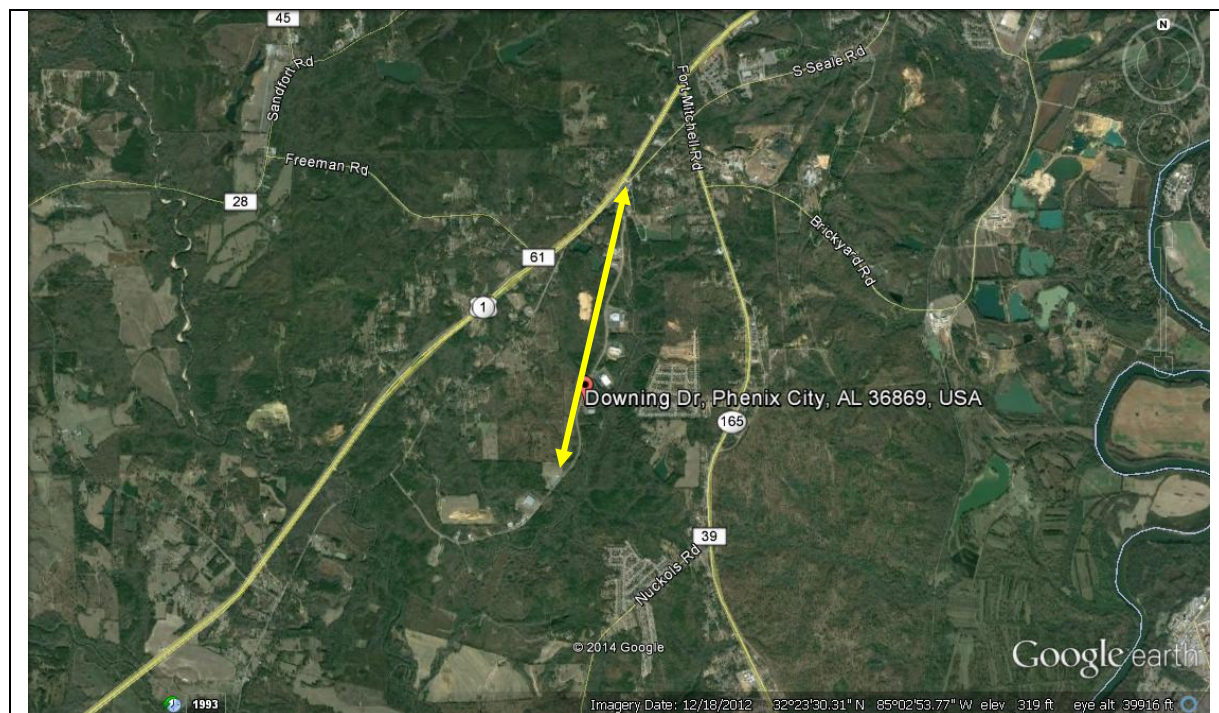 45
N
S Seale Rd
Sandfort Rd
Fort Mitchell Rd
Freeman Rd
28
Brickyard Rd
61
1
Downing Dr, Phenix City, AL 36869, USA
165
39
Nuckols Rd
© 2014 Google
Google earth
1993
Imagery Date: 12/18/2012 32°23'30.31" N 85°02'53.77" W elev 319 ft eye alt 39916 ft